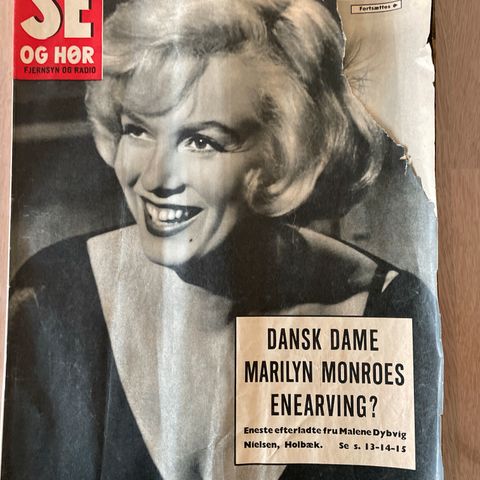 SE
OG HØR
FJERNSYN OG RADIO
Fortsættes
DANSK DAME
MARILYN MONROES
ENEARVING?
Eneste efterladte fru Malene Dybvig
Nielsen, Holbæk. Se s. 13-14-15